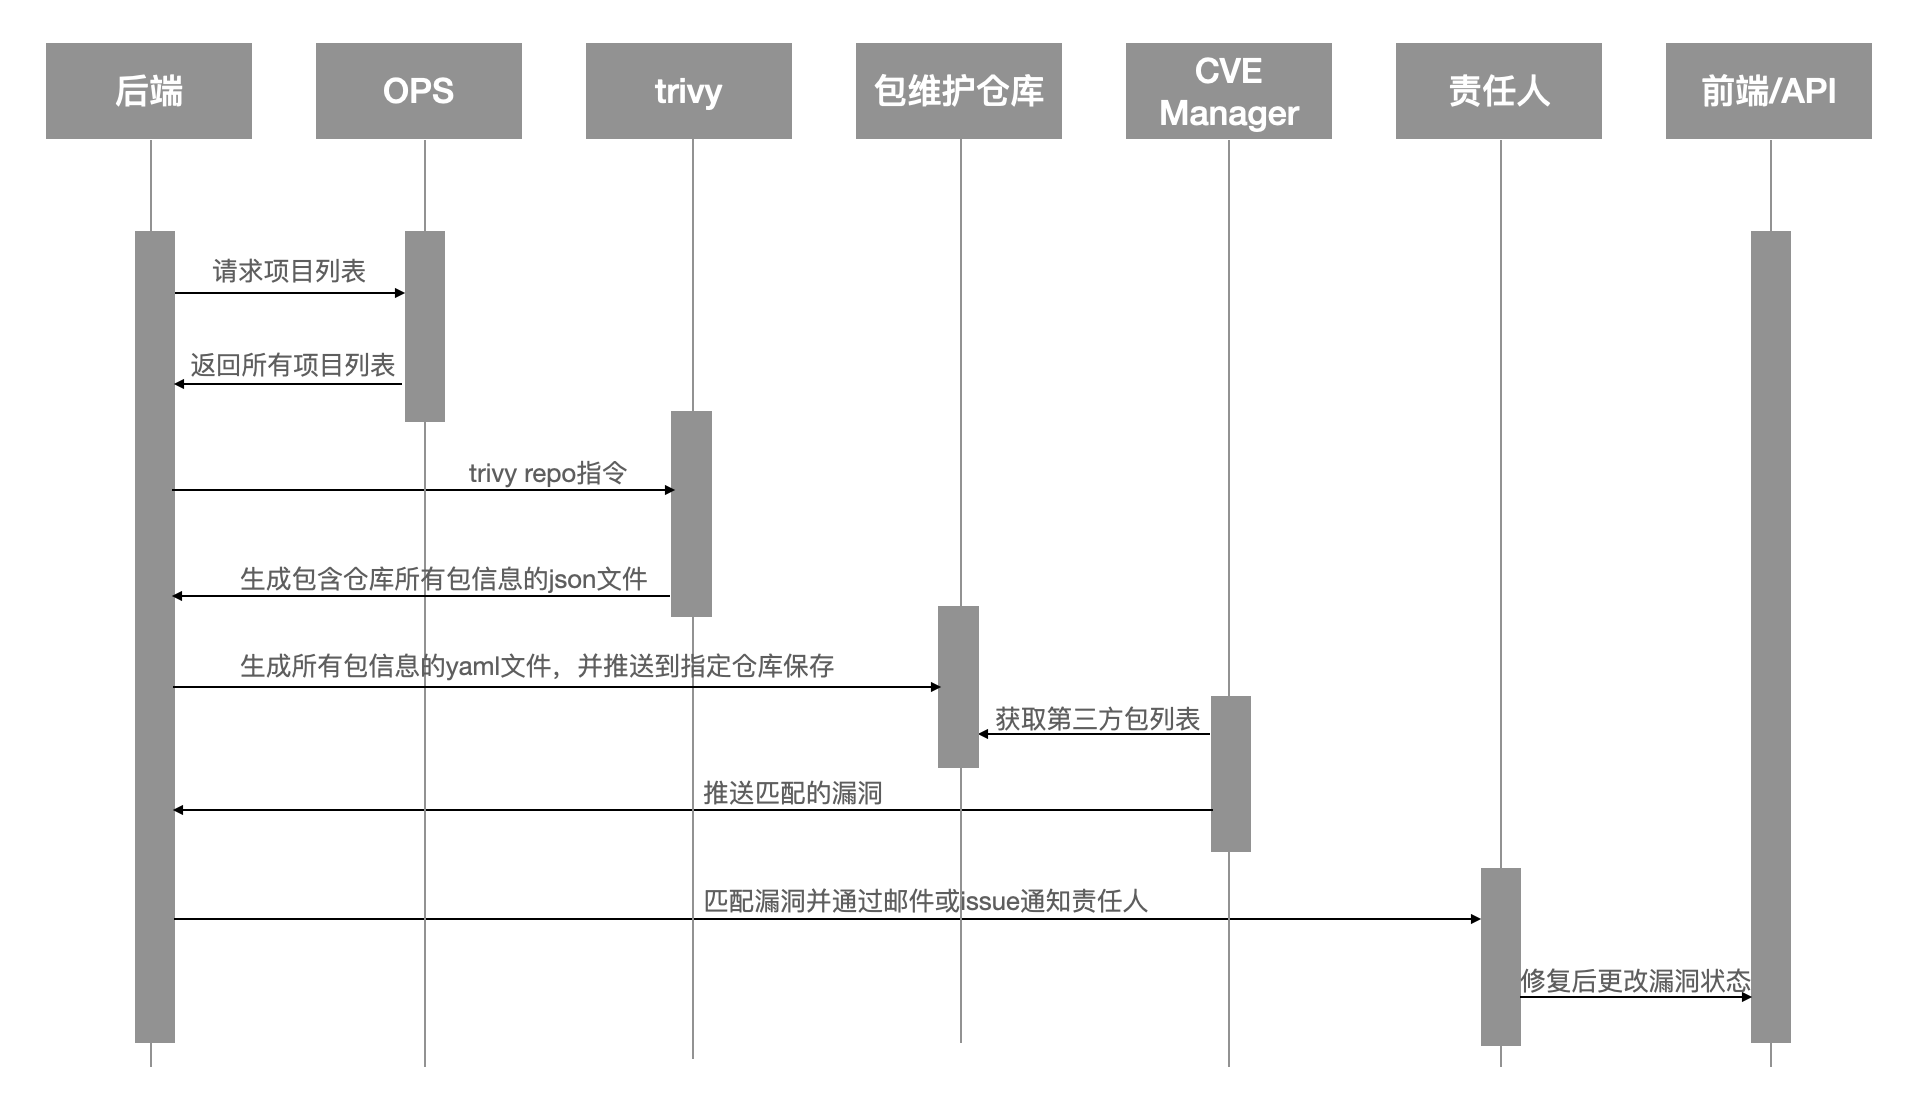 后端
OPS
trivy
包维护仓库
CVE
Manager
责任人
前端/API
请求项目列表
返回所有项目列表
trivy repo指令
生成包含仓库所有包信息的json文件
生成所有包信息的yaml文件，并推送到指定仓库保存
获取第三方包列表
推送匹配的漏洞
匹配漏洞并通过邮件或issue通知责任人
修复后更改漏洞状态